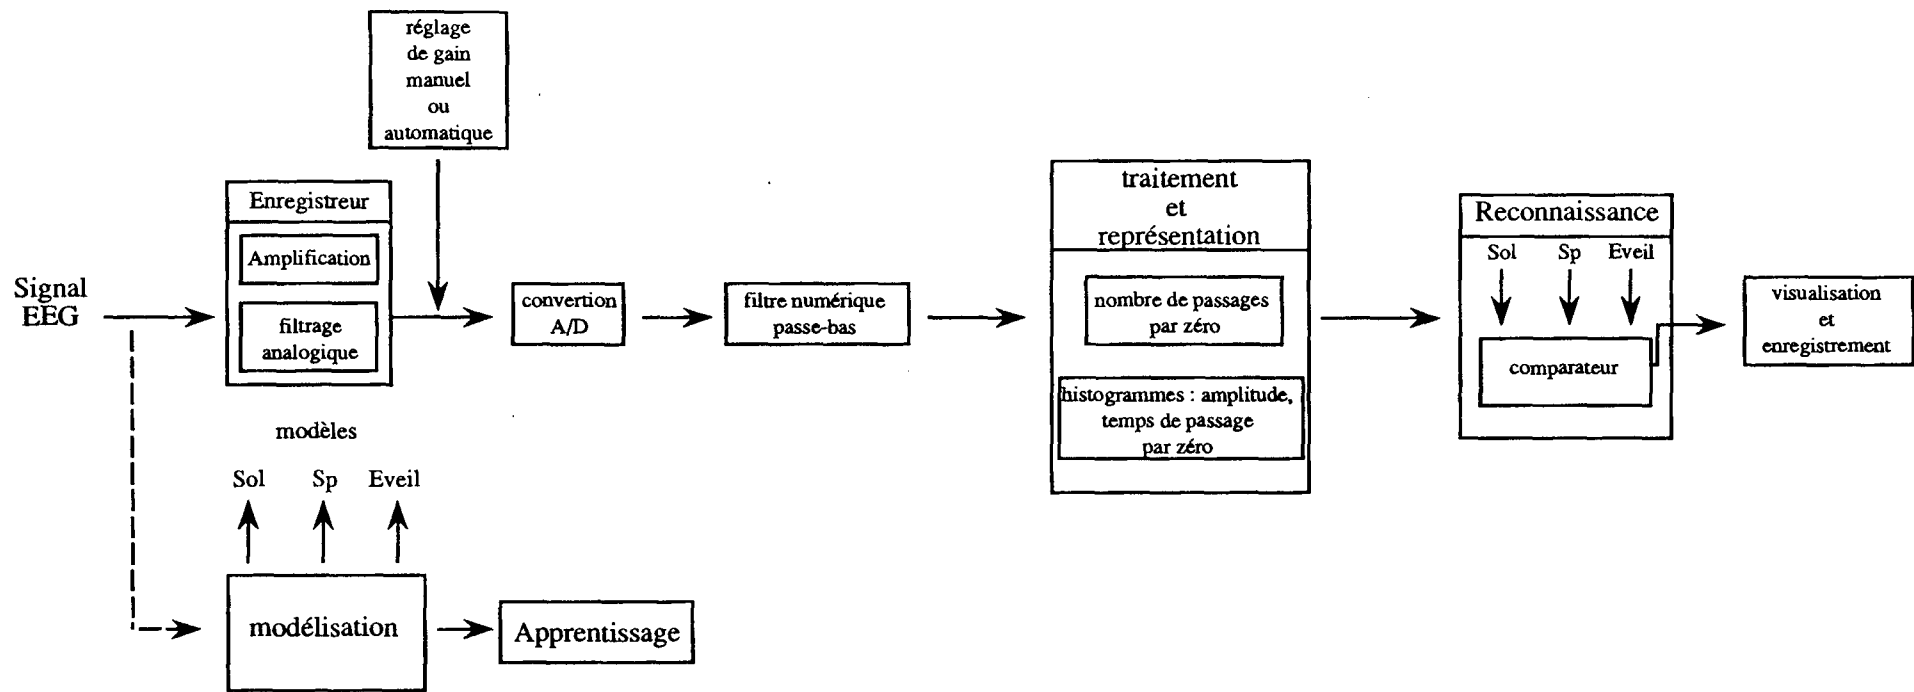 réglage
de gain
manuel
ou
automatique
Signal
EEG
Enregistreur
Amplification
filtrage
analogique
convertion
A/D
filtre numérique
passe-bas
traitement
et
représentation
nombre de passages
par zéro
histogrammes : amplitude,
temps de passage
par zéro
Reconnaissance
Sol Sp Eveil
comparateur
visualisation
et
enregistrement
modèles
Sol Sp Eveil
modélisation
Apprentissage